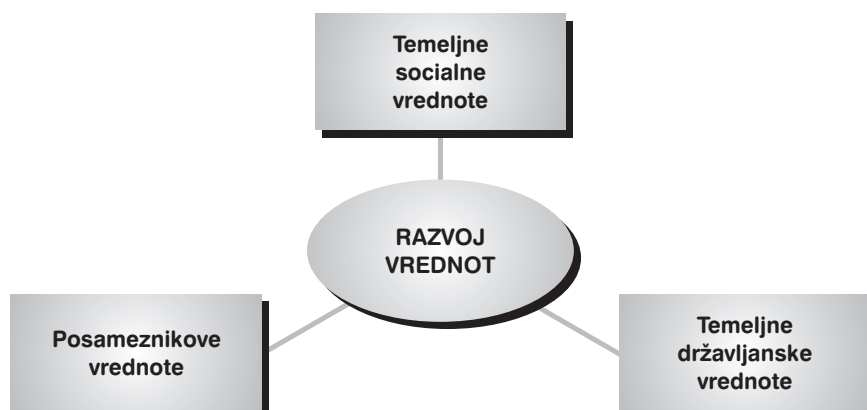 Temeljne
socialne
vrednote
RAZVOJ
VREDNOT
Posameznikove
vrednote
Temeljne
državljanske
vrednote